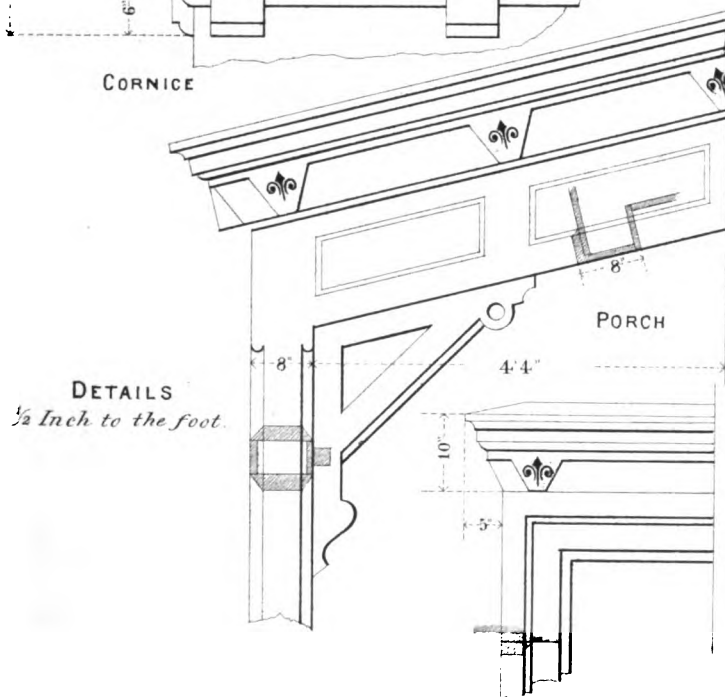 6"
CORNICE
8"
PORCH
8"
4'4"
DETAILS
½ Inch to the foot.
10"
5"